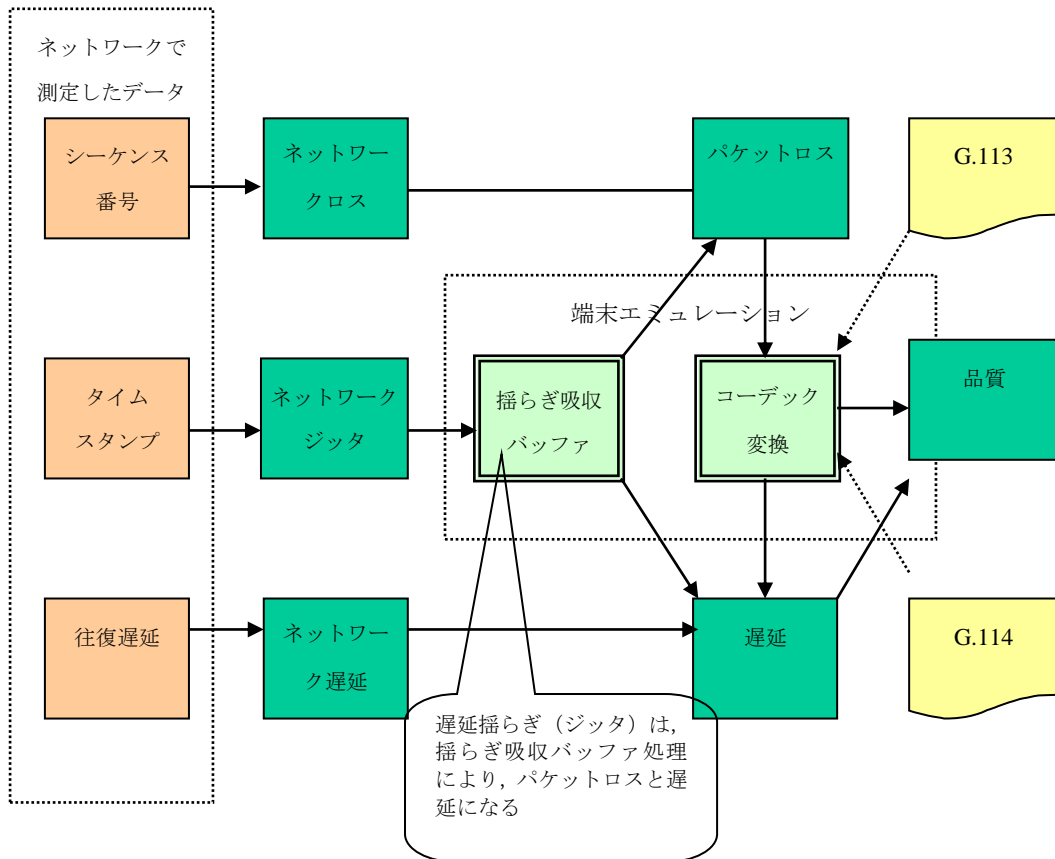 ネットワークで
測定したデータ
シーケンス
番号
ネットワー
クロス
パケットロス
G.113
端末エミュレーション
タイム
スタンプ
ネットワーク
ジッタ
揺らぎ吸収
バッファ
コーデック
変換
品質
往復遅延
ネットワー
ク遅延
遅延
G.114
遅延揺らぎ（ジッタ）は，
揺らぎ吸収バッファ処理
により，パケットロスと遅
延になる